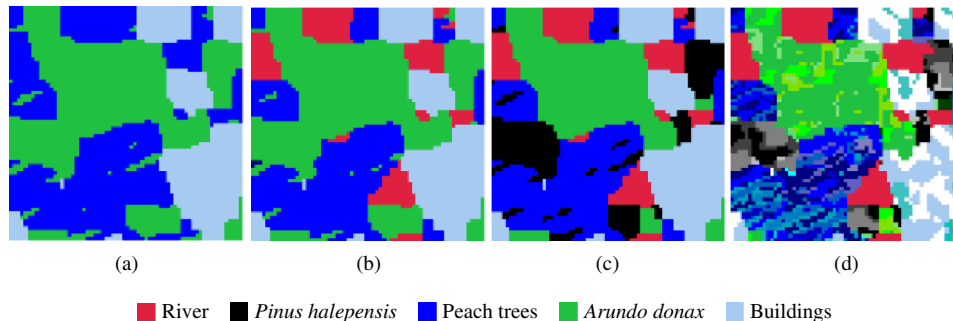 (a) (b) (c) (d)
River Pinus halepensis Peach trees Arundo donax Buildings